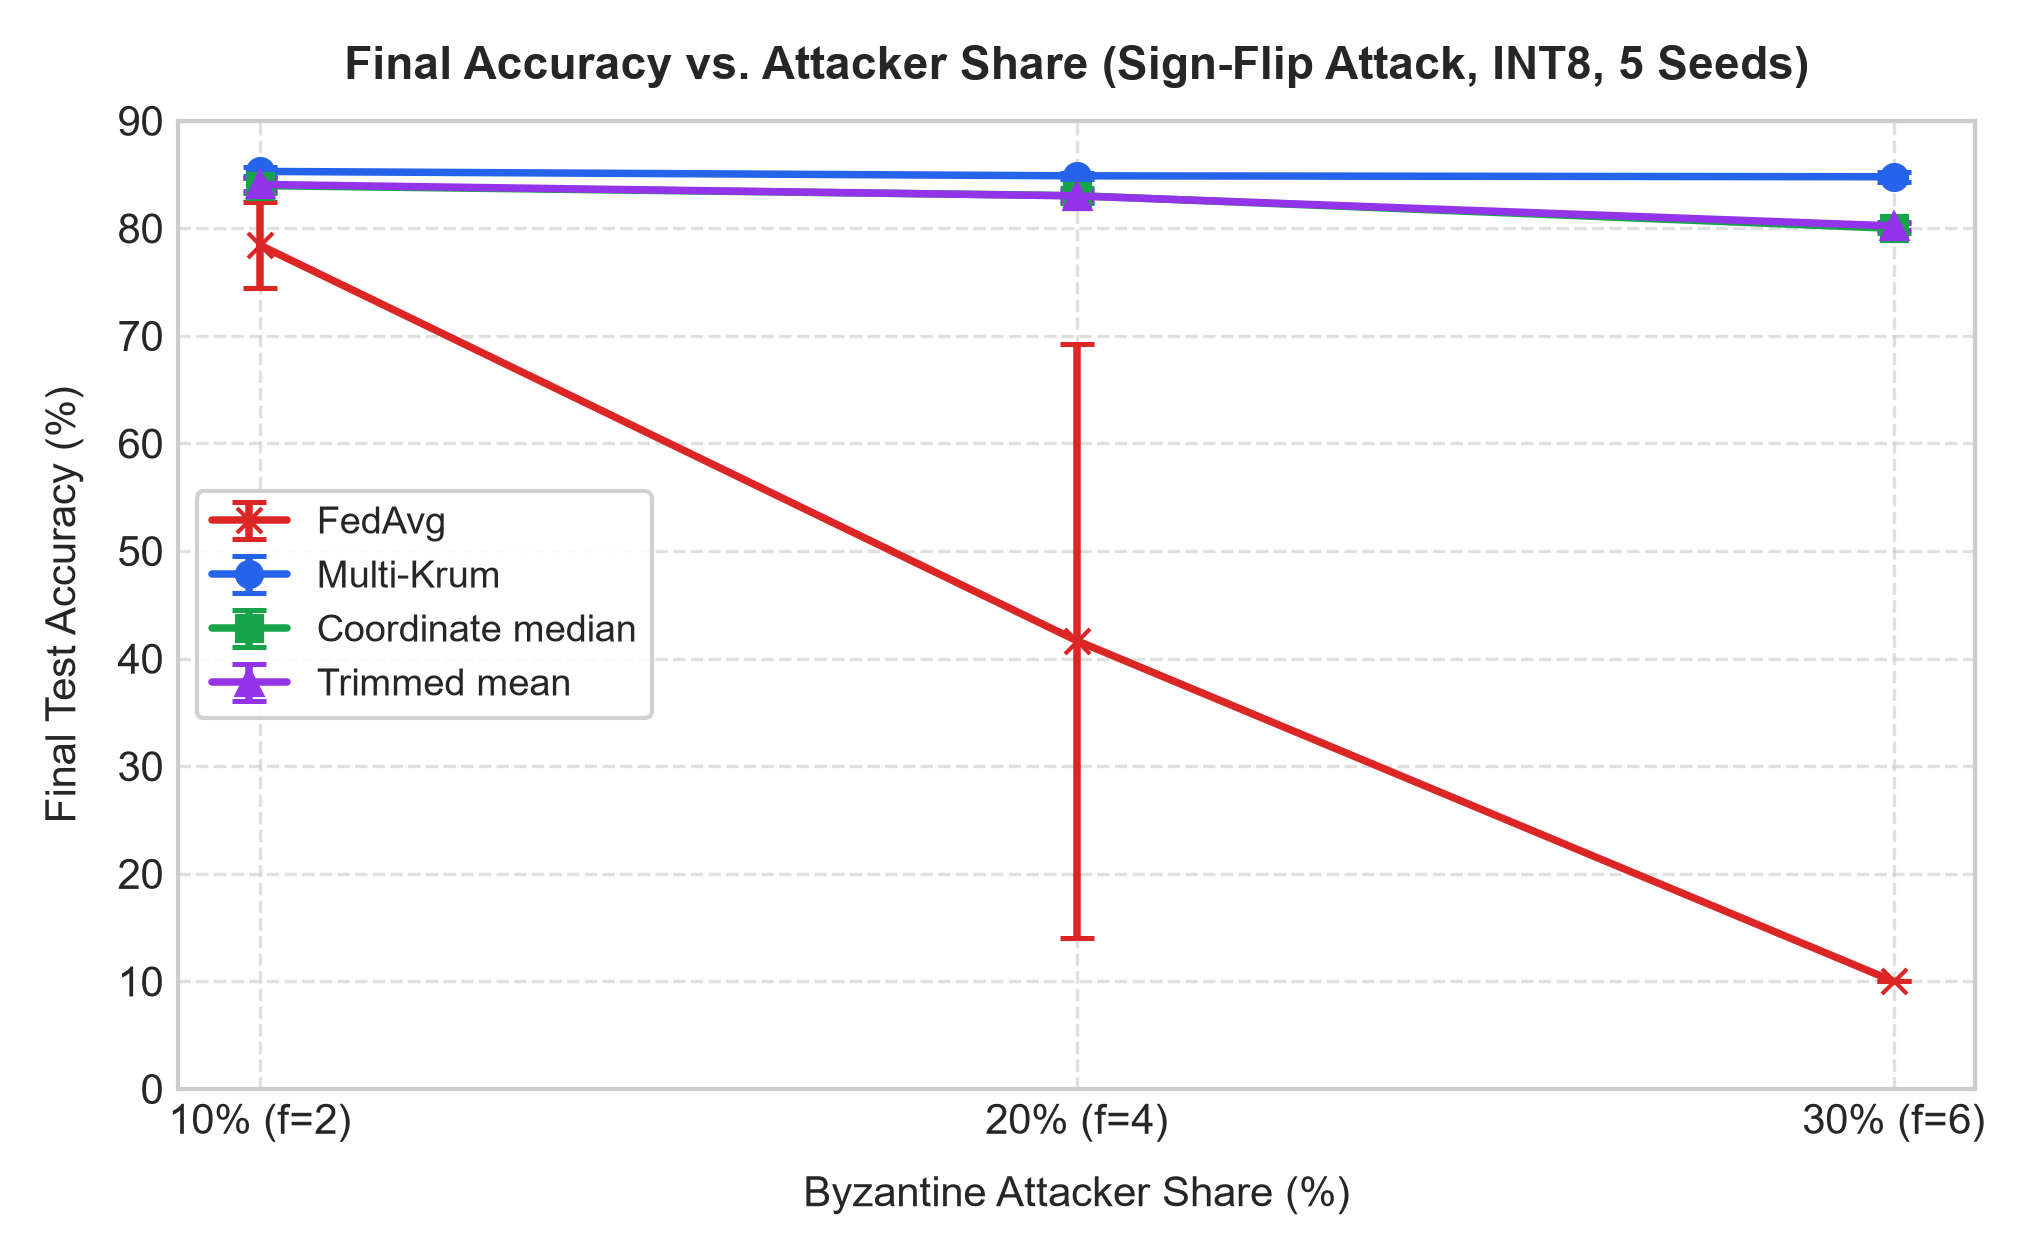 Final Accuracy vs. Attacker Share (Sign-Flip Attack, INT8, 5 Seeds)
90
80
70
60
50
40
30
20
10
0
Final Test Accuracy (%)
FedAvg
Multi-Krum
Coordinate median
Trimmed mean
10% (f=2)
20% (f=4)
30% (f=6)
Byzantine Attacker Share (%)